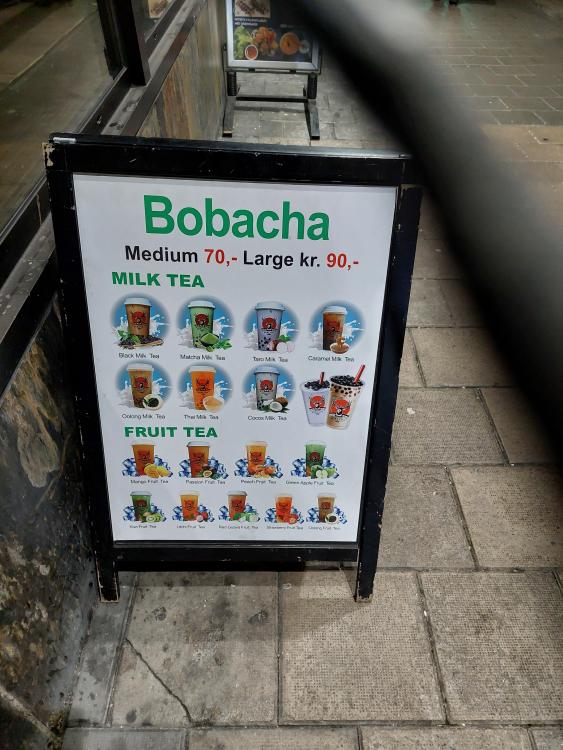 Bobacha
Medium 70,- Large kr. 90,-
MILK TEA
Black Milk Tea Matcha Milk Tea Taro Milk Tea Caramel Milk Tea
Oolong Milk Tea Thai Milk Tea Cocos Milk Tea
FRUIT TEA
Mango Fruit Tea Passion Fruit Tea Peach Fruit Tea Green Apple Fruit Tea
Kiwi Fruit Tea Litchi Fruit Tea Red Guava Fruit Tea Strawberry Fruit Tea Oolong Fruit Tea